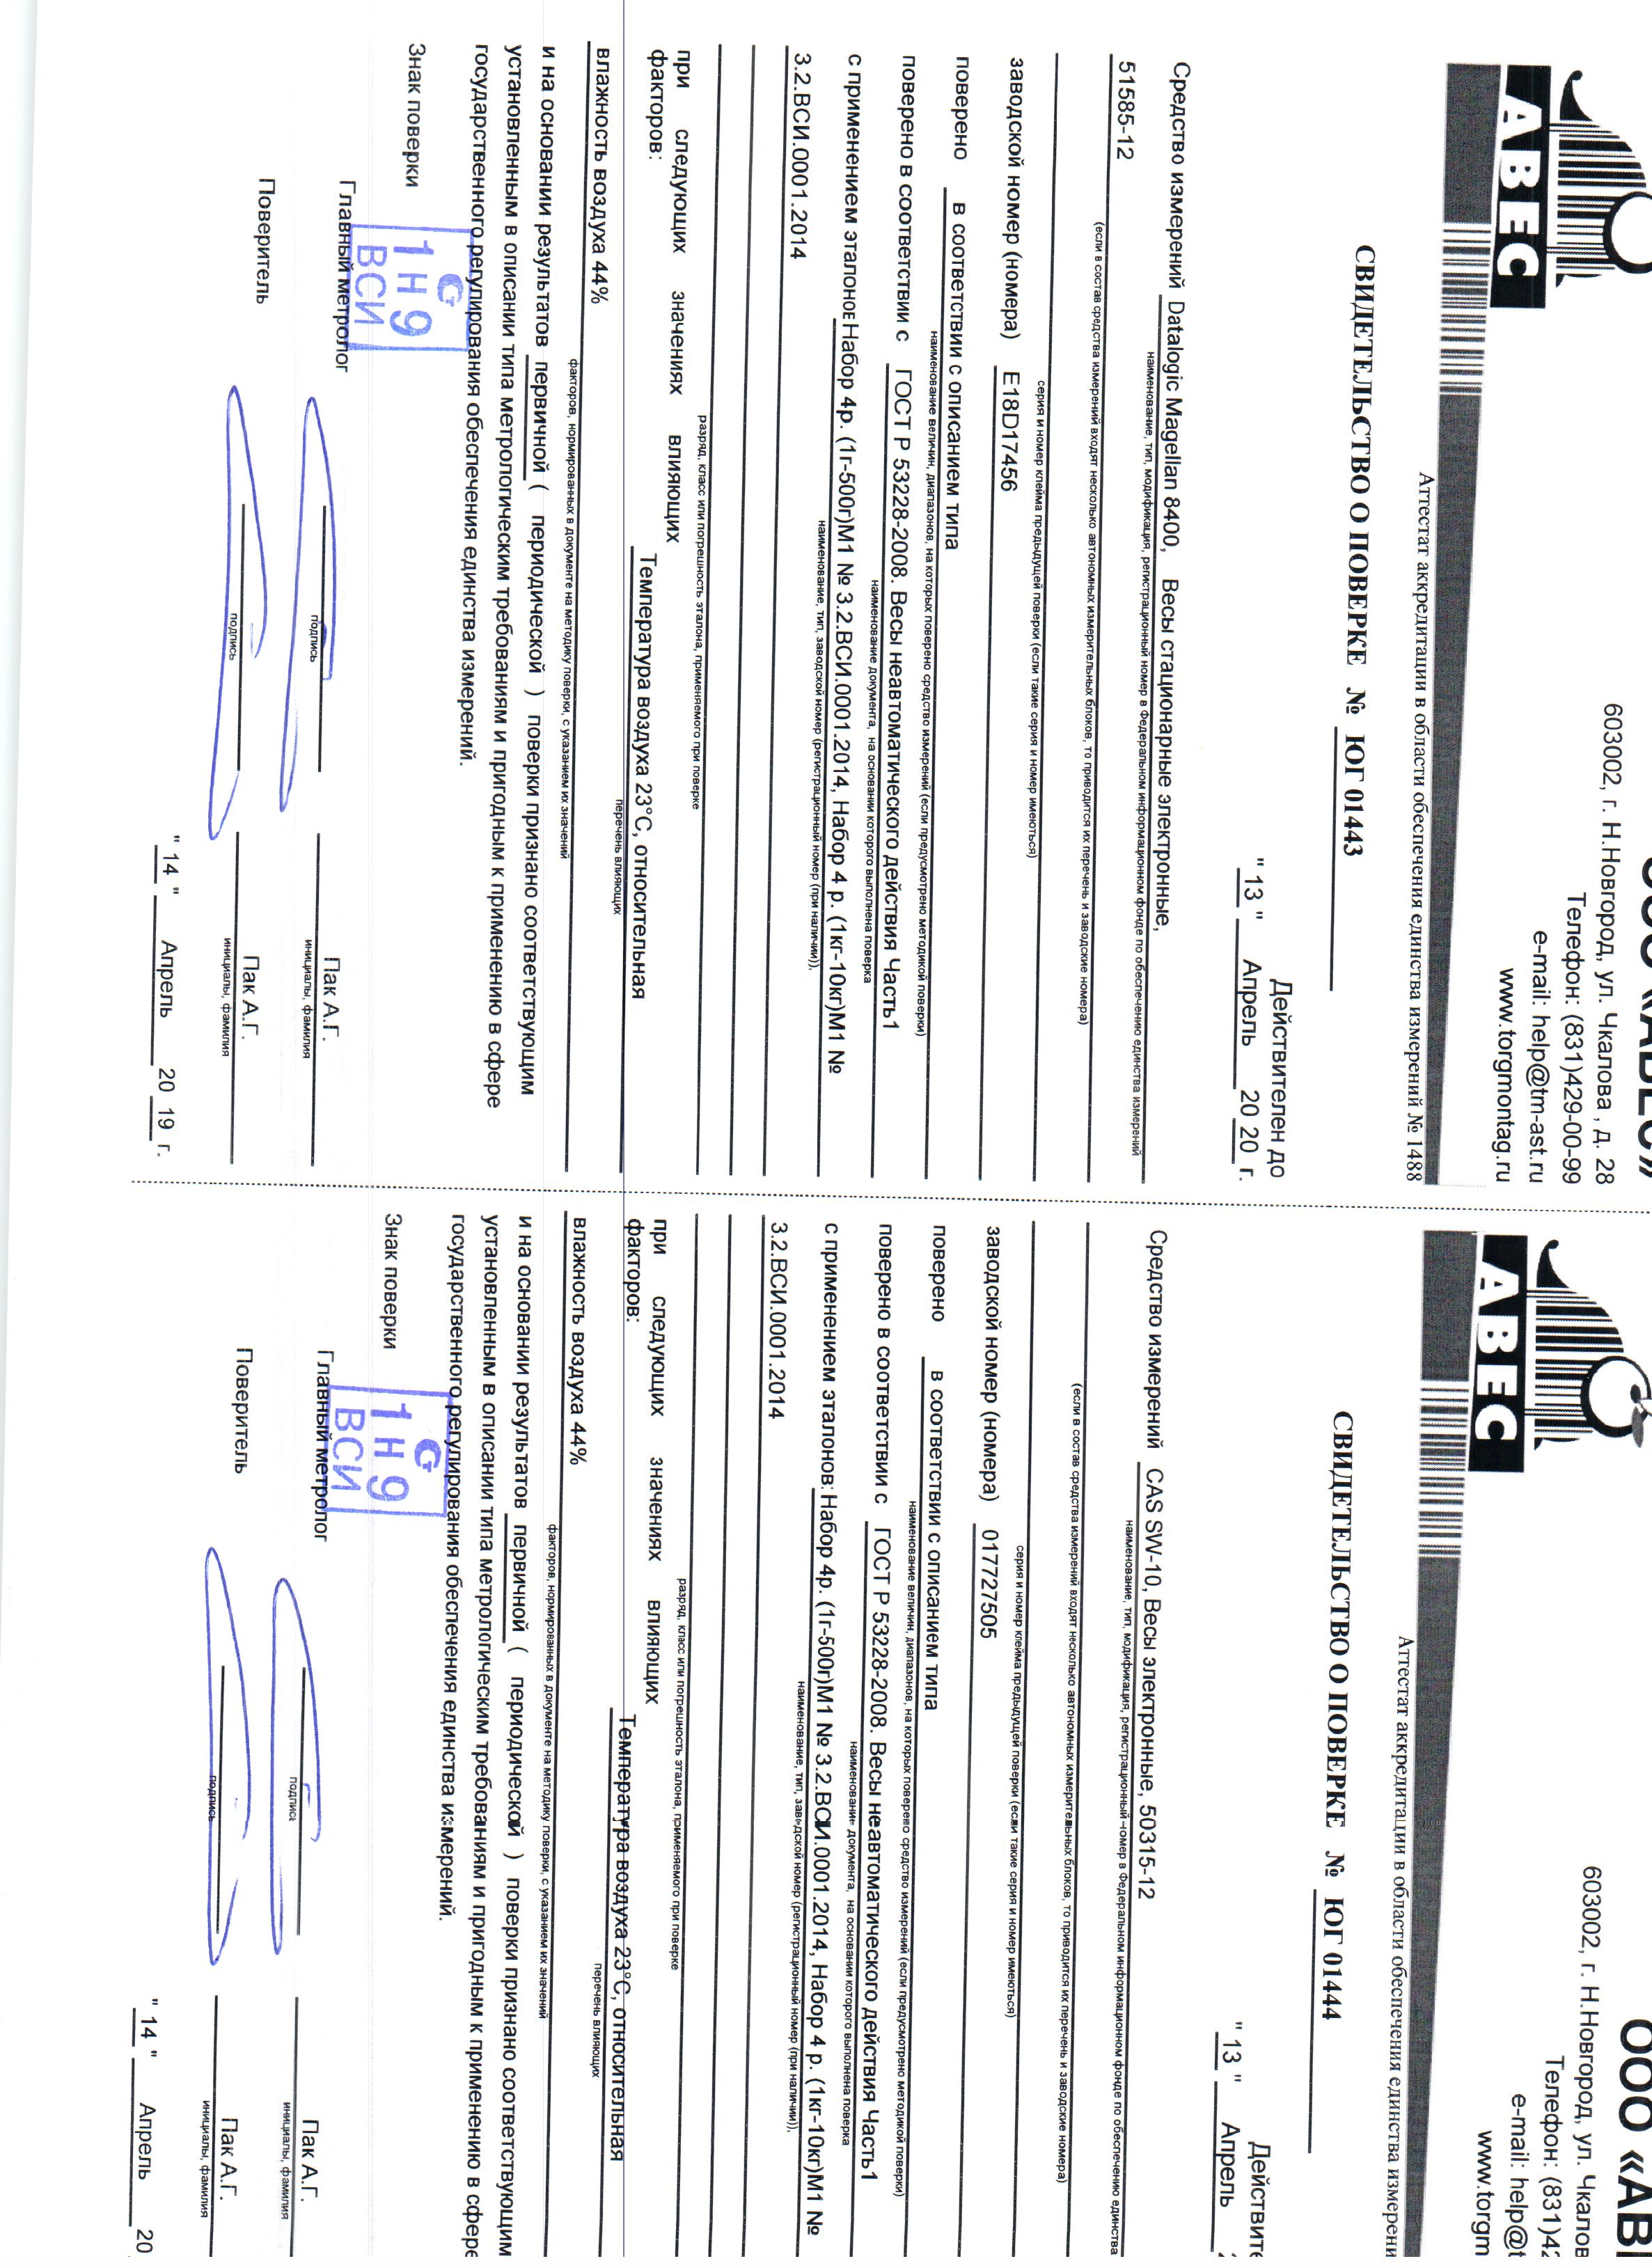 ООО «АВЕС»
603002, г. Н.Новгород, ул. Чкалова , д. 28
Телефон: (831)429-00-99
e-mail: help@tm-ast.ru
www.torgmontag.ru
АВЕС
Аттестат аккредитации в области обеспечения единства измерений № 1488
СВИДЕТЕЛЬСТВО О ПОВЕРКЕ № ЮГ 01443
Действителен до
" 13 " Апрель 20 20 г.
Средство измерений Datalogic Magellan 8400, Весы стационарные электронные,
наименование, тип, модификация, регистрационный номер в Федеральном информационном фонде по обеспечению единства измерений
51585-12
(если в состав средства измерений входят несколько автономных измерительных блоков, то приводится их перечень и заводские номера)
серия и номер клейма предыдущей поверки (если такие серия и номер имеються)
заводской номер (номера) E18D17456
поверено в соответствии с описанием типа
наименование величин, диапазонов, на которых поверено средство измерений (если предусмотрено методикой поверки)
поверено в соответствии с ГОСТ Р 53228-2008. Весы неавтоматического действия Часть1
наименование документа, на основании которого выполнена поверка
с применением эталонов Набор 4р. (1г-500г)М1 № 3.2.ВСИ.0001.2014, Набор 4 р. (1кг-10кг)М1 №
наименование, тип, заводской номер (регистрационный номер (при наличии)),
3.2.ВСИ.0001.2014
разряд, класс или погрешность эталона, применяемого при поверке
при следующих значениях влияющих
факторов:
Температура воздуха 23°С, относительная
перечень влияющих
влажность воздуха 44%
факторов, нормированных в документе на методику поверки, с указанием их значений
и на основании результатов первичной ( периодической ) поверки признано соответствующим
установленным в описании типа метрологическим требованиям и пригодным к применению в сфере
государственного регулирования обеспечения единства измерений.
Знак поверки
1 Н 9
ВСИ
Главный метролог Пак А.Г.
подпись инициалы, фамилия
Поверитель Пак А.Г.
подпись инициалы, фамилия
" 14 " Апрель 20 19 г.
ООО «АВЕ
603002, г. Н.Новгород, ул. Чкалов
Телефон: (831)42
e-mail: help@t
www.torgm
АВЕС
Аттестат аккредитации в области обеспечения единства измерени
СВИДЕТЕЛЬСТВО О ПОВЕРКЕ № ЮГ 01444
Действите
" 13 " Апрель 2
Средство измерений CAS SW-10, Весы электронные, 50315-12
наименование, тип, модификация, регистрационный номер в Федеральном информационном фонде по обеспечению единства
(если в состав средства измерений входят несколько автономных измерительных блоков, то приводится их перечень и заводские номера)
серия и номер клейма предыдущей поверки (если такие серия и номер имеються)
заводской номер (номера) 017727505
поверено в соответствии с описанием типа
наименование величин, диапазонов, на которых поверено средство измерений (если предусмотрено методикой поверки)
поверено в соответствии с ГОСТ Р 53228-2008. Весы неавтоматического действия Часть1
наименование документа, на основании которого выполнена поверка
с применением эталонов: Набор 4р. (1г-500г)М1 № 3.2.ВСИ.0001.2014, Набор 4 р. (1кг-10кг)М1 №
наименование, тип, заводской номер (регистрационный номер (при наличии)),
3.2.ВСИ.0001.2014
разряд, класс или погрешность эталона, применяемого при поверке
при следующих значениях влияющих
факторов:
Температура воздуха 23°С, относительная
перечень влияющих
влажность воздуха 44%
факторов, нормированных в документе на методику поверки, с указанием их значений
и на основании результатов первичной ( периодической ) поверки признано соответствующим
установленным в описании типа метрологическим требованиям и пригодным к применению в сфере
государственного регулирования обеспечения единства измерений.
Знак поверки
1 Н 9
ВСИ
Главный метролог Пак А.Г.
подпись инициалы, фамилия
Поверитель Пак А.Г.
подпись инициалы, фамилия
" 14 " Апрель 20